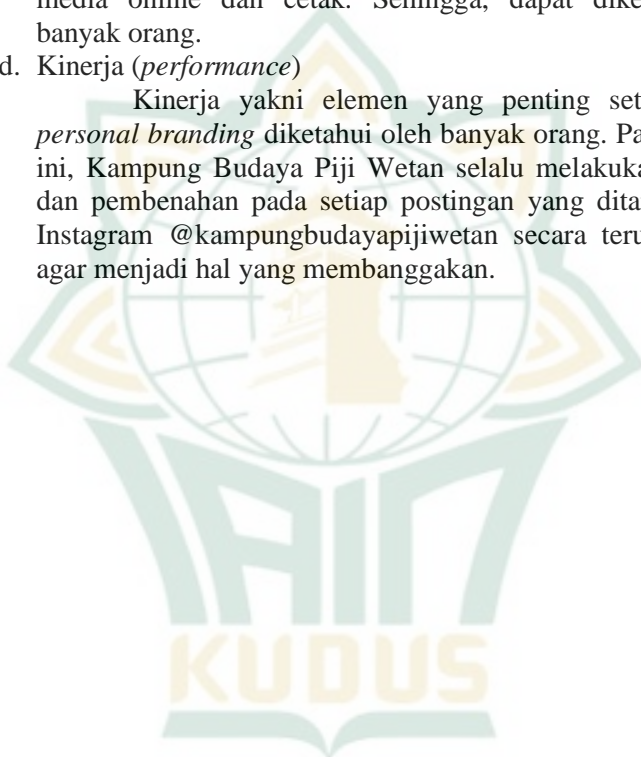 media online dan cetak. Sehingga, dapat dike
banyak orang.
d. Kinerja (performance)
Kinerja yakni elemen yang penting set
personal branding diketahui oleh banyak orang. Pa
ini, Kampung Budaya Piji Wetan selalu melakuka
dan pembenahan pada setiap postingan yang dita
Instagram @kampungbudayapijiwetan secara teru
agar menjadi hal yang membanggakan.
IAIN
KUDUS